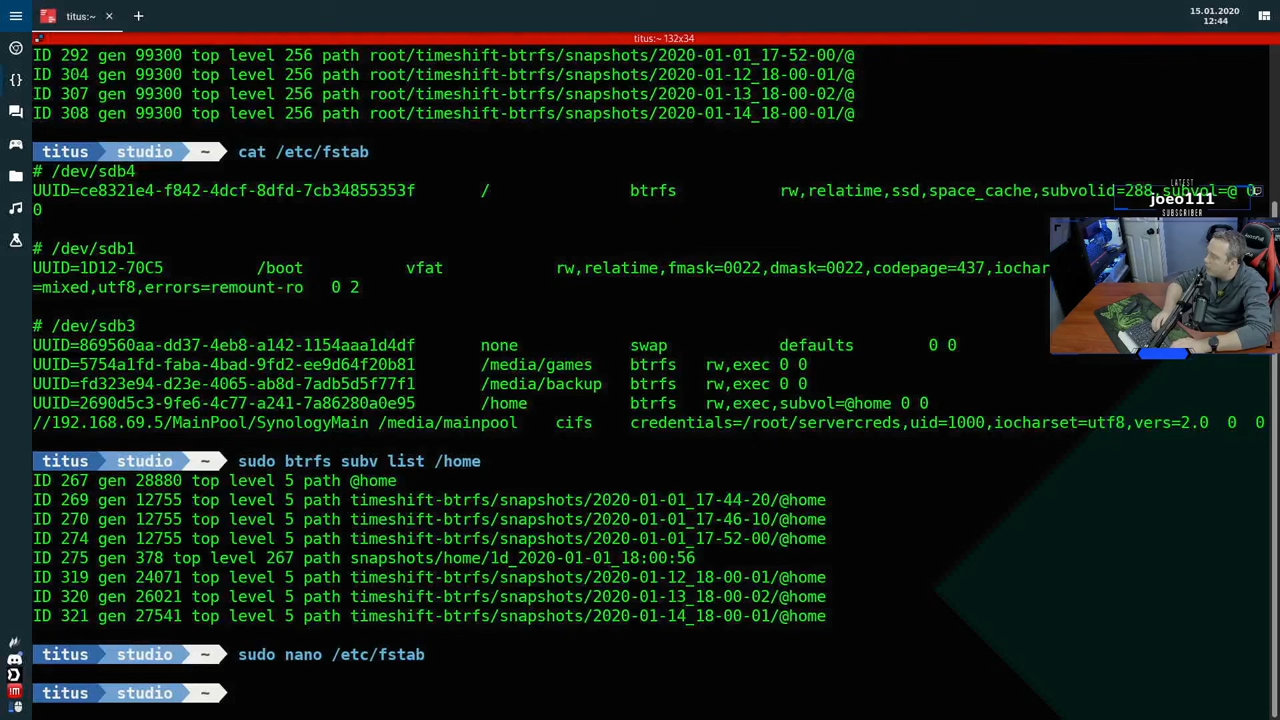 titus:~
15.01.2020
12:44
titus:~ 132x34
ID 292 gen 99300 top level 256 path root/timeshift-btrfs/snapshots/2020-01-01_17-52-00/@
ID 304 gen 99300 top level 256 path root/timeshift-btrfs/snapshots/2020-01-12_18-00-01/@
ID 307 gen 99300 top level 256 path root/timeshift-btrfs/snapshots/2020-01-13_18-00-02/@
ID 308 gen 99300 top level 256 path root/timeshift-btrfs/snapshots/2020-01-14_18-00-01/@
titus studio ~ cat /etc/fstab
# /dev/sdb4
UUID=ce8321e4-f842-4dcf-8dfd-7cb34855353f / btrfs rw,relatime,ssd,space_cache,subvolid=288,subvol=@ 0
0
LATEST
joeo111
SUBSCRIBER
# /dev/sdb1
UUID=1D12-70C5 /boot vfat rw,relatime,fmask=0022,dmask=0022,codepage=437,iochar
=mixed,utf8,errors=remount-ro 0 2
# /dev/sdb3
UUID=869560aa-dd37-4eb8-a142-1154aaa1d4df none swap defaults 0 0
UUID=5754a1fd-faba-4bad-9fd2-ee9d64f20b81 /media/games btrfs rw,exec 0 0
UUID=fd323e94-d23e-4065-ab8d-7adb5d5f77f1 /media/backup btrfs rw,exec 0 0
UUID=2690d5c3-9fe6-4c77-a241-7a86280a0e95 /home btrfs rw,exec,subvol=@home 0 0
//192.168.69.5/MainPool/SynologyMain /media/mainpool cifs credentials=/root/servercreds,uid=1000,iocharset=utf8,vers=2.0 0 0
titus studio ~ sudo btrfs subv list /home
ID 267 gen 28880 top level 5 path @home
ID 269 gen 12755 top level 5 path timeshift-btrfs/snapshots/2020-01-01_17-44-20/@home
ID 270 gen 12755 top level 5 path timeshift-btrfs/snapshots/2020-01-01_17-46-10/@home
ID 274 gen 12755 top level 5 path timeshift-btrfs/snapshots/2020-01-01_17-52-00/@home
ID 275 gen 378 top level 267 path snapshots/home/1d_2020-01-01_18:00:56
ID 319 gen 24071 top level 5 path timeshift-btrfs/snapshots/2020-01-12_18-00-01/@home
ID 320 gen 26021 top level 5 path timeshift-btrfs/snapshots/2020-01-13_18-00-02/@home
ID 321 gen 27541 top level 5 path timeshift-btrfs/snapshots/2020-01-14_18-00-01/@home
titus studio ~ sudo nano /etc/fstab
titus studio ~